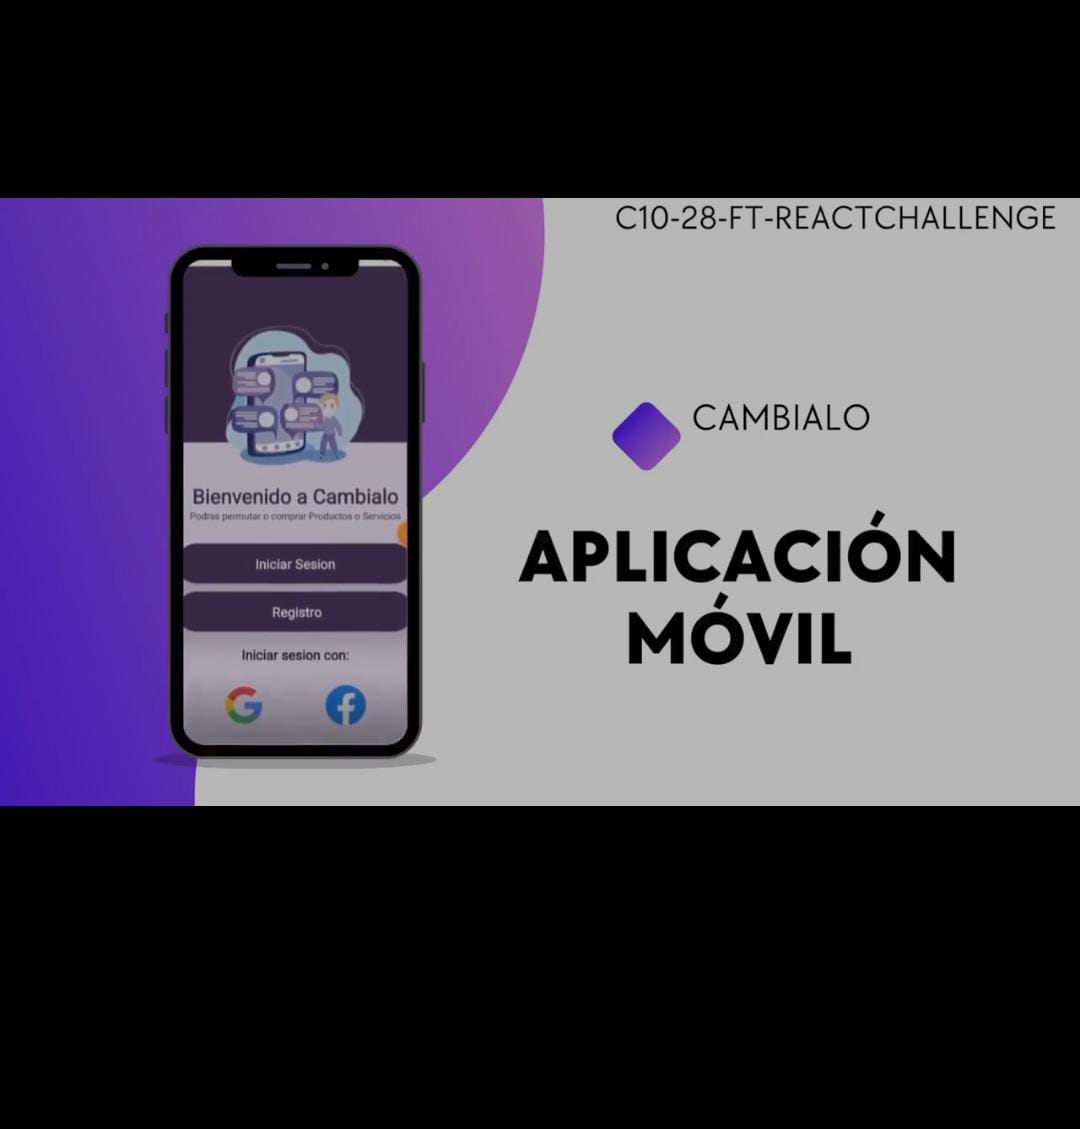 C10-28-FT-REACTCHALLENGE
CAMBIALO
APLICACIÓN
MÓVIL
Bienvenido a Cambialo
Podras permutar o comprar Productos o Servicios
Iniciar Sesion
Registro
Iniciar sesion con: